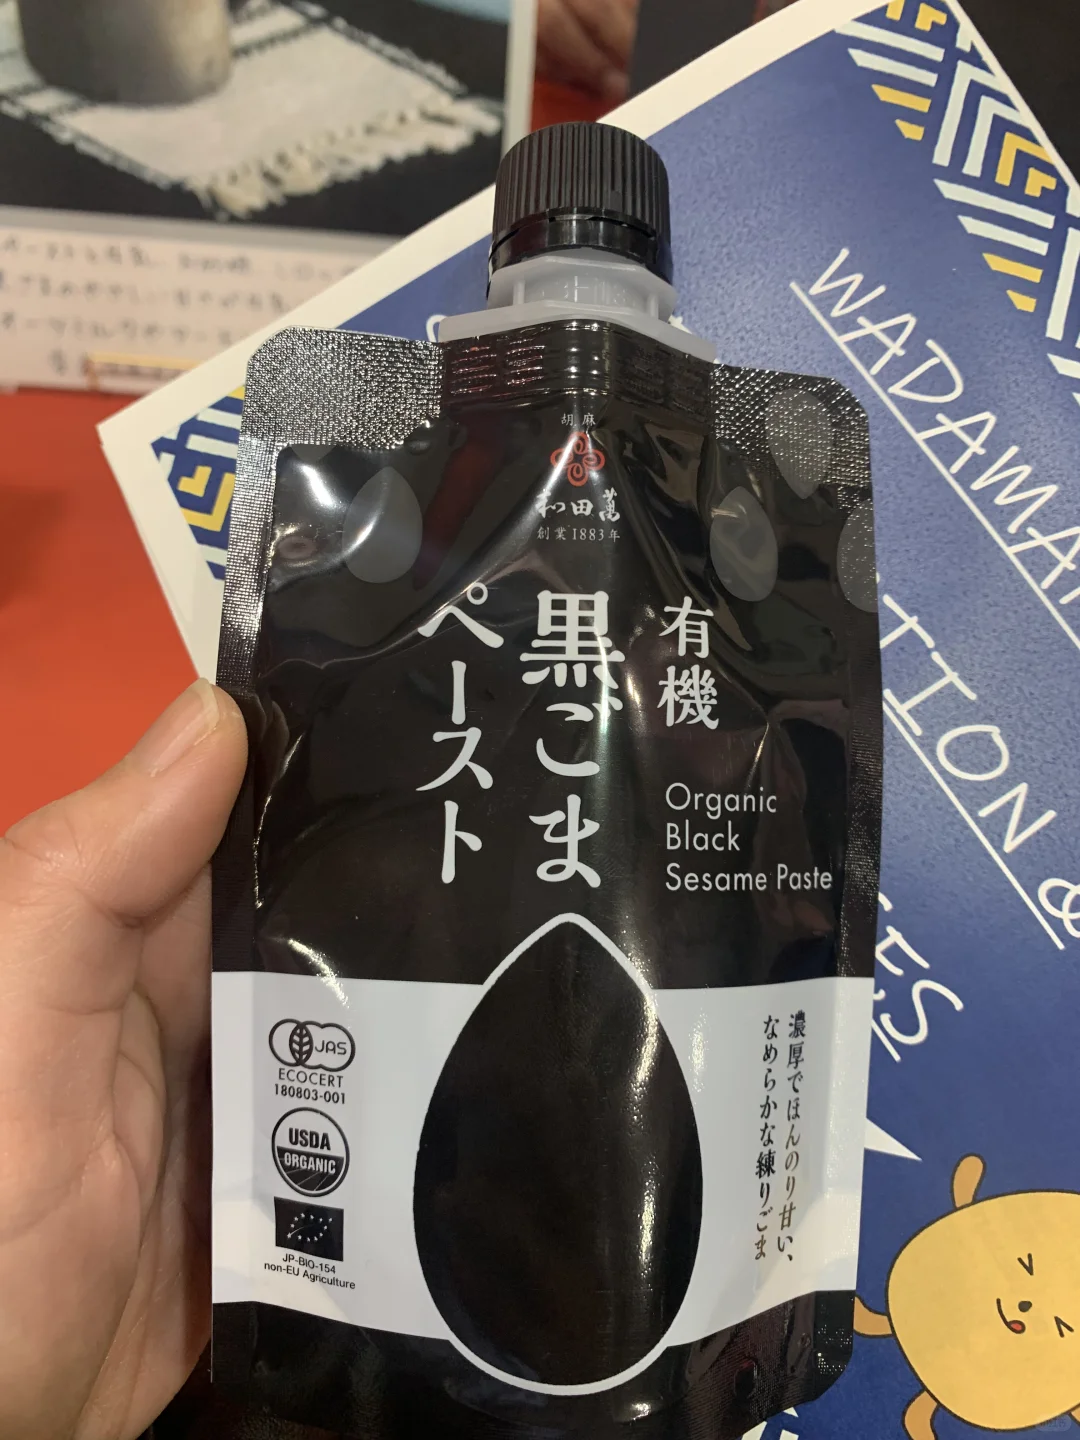 胡麻
和田萬
創業1883年
有機
黒ごま
ペースト
Organic
Black
Sesame Paste
濃厚でほんのり甘い、
なめらかな練りごま
JAS
ECOCERT
180803-001
USDA
ORGANIC
JP-BIO-154
non-EU Agriculture
WADAMA
TION &
ES